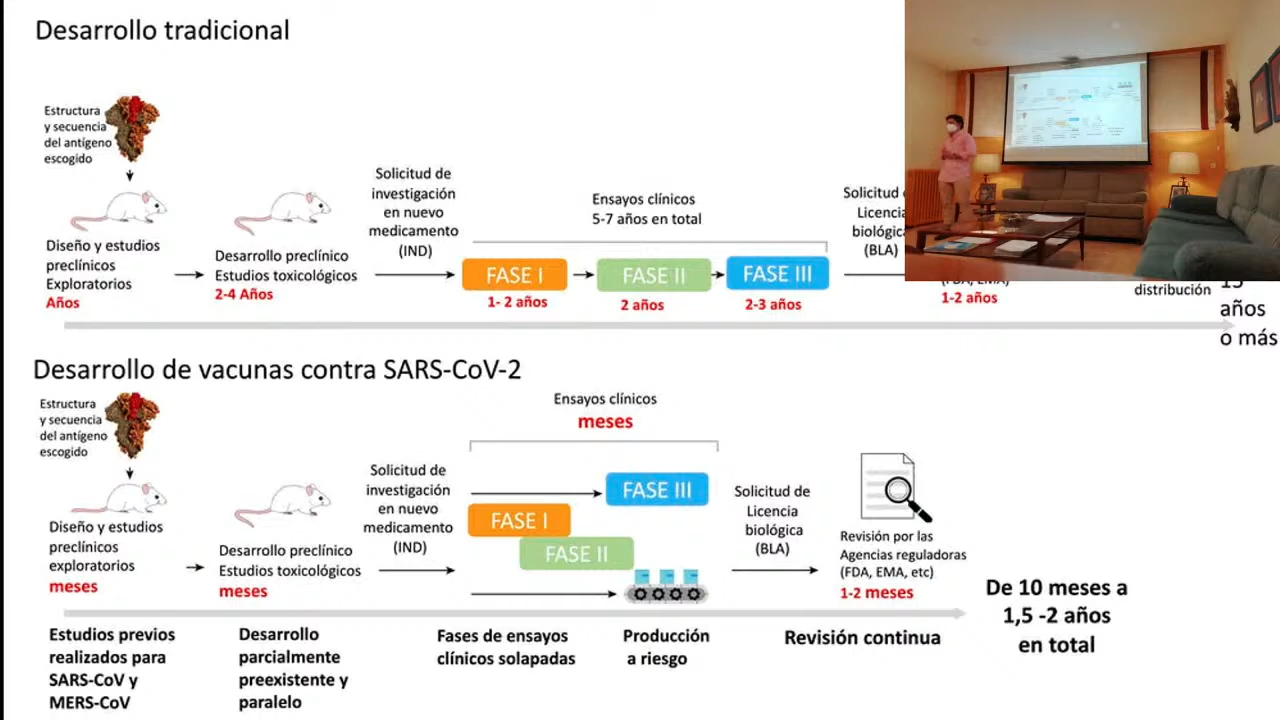 Desarrollo tradicional
Estructura
y secuencia
del antígeno
escogido
Diseño y estudios
preclínicos
Exploratorios
Años
Desarrollo preclínico
Estudios toxicológicos
2-4 Años
Solicitud de
investigación
en nuevo
medicamento
(IND)
Ensayos clínicos
5-7 años en total
FASE I
1- 2 años
FASE II
2 años
FASE III
2-3 años
Solicitud
Licencia
biológica
(BLA)
(FDA, EMA)
1-2 años
distribución
15
años
o más
Desarrollo de vacunas contra SARS-CoV-2
Estructura
y secuencia
del antígeno
escogido
Diseño y estudios
preclínicos
exploratorios
meses
Desarrollo preclínico
Estudios toxicológicos
meses
Solicitud de
investigación
en nuevo
medicamento
(IND)
Ensayos clínicos
meses
FASE III
FASE I
FASE II
Solicitud de
Licencia
biológica
(BLA)
Revisión por las
Agencias reguladoras
(FDA, EMA, etc)
1-2 meses
De 10 meses a
1,5 -2 años
en total
Estudios previos
realizados para
SARS-CoV y
MERS-CoV
Desarrollo
parcialmente
preexistente y
paralelo
Fases de ensayos
clínicos solapadas
Producción
a riesgo
Revisión continua